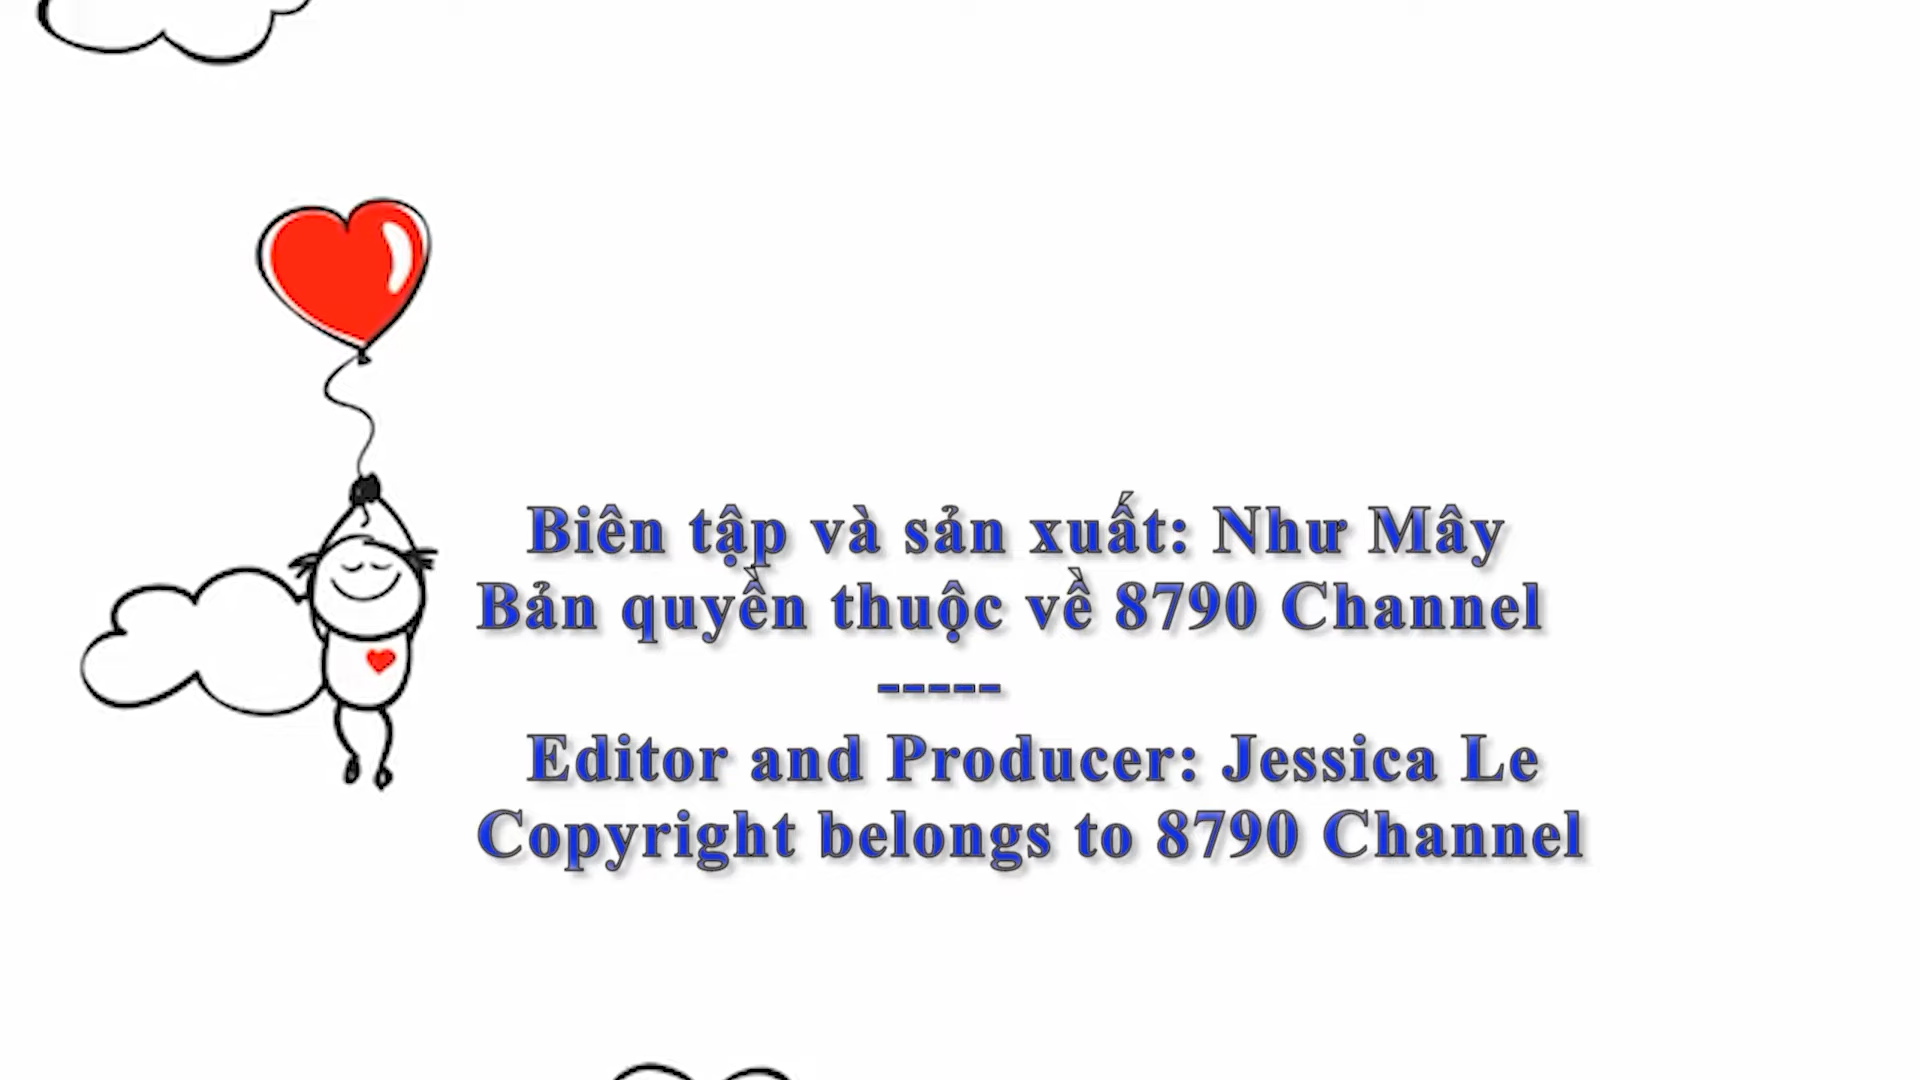 Biên tập và sản xuất: Như Mây
Bản quyền thuộc về 8790 Channel
-----
Editor and Producer: Jessica Le
Copyright belongs to 8790 Channel